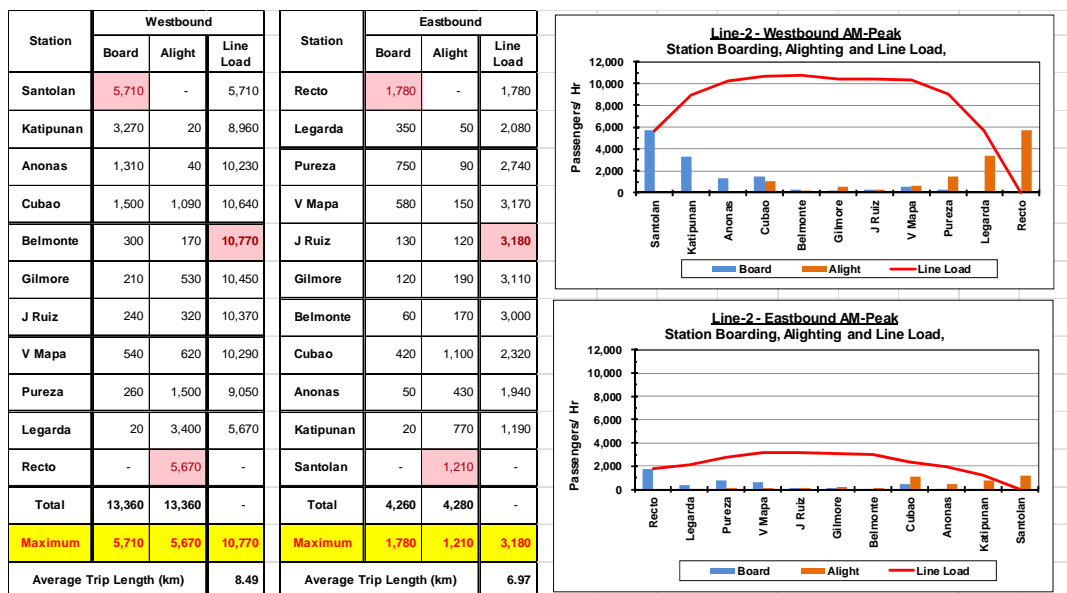 Station Westbound
Board Alight Line Load
Santolan 5,710 - 5,710
Katipunan 3,270 20 8,960
Anonas 1,310 40 10,230
Cubao 1,500 1,090 10,640
Belmonte 300 170 10,770
Gilmore 210 530 10,450
J Ruiz 240 320 10,370
V Mapa 540 620 10,290
Pureza 260 1,500 9,050
Legarda 20 3,400 5,670
Recto - 5,670 -
Total 13,360 13,360 -
Maximum 5,710 5,670 10,770
Average Trip Length (km) 8.49
Station Eastbound
Board Alight Line Load
Recto 1,780 - 1,780
Legarda 350 50 2,080
Pureza 750 90 2,740
V Mapa 580 150 3,170
J Ruiz 130 120 3,180
Gilmore 120 190 3,110
Belmonte 60 170 3,000
Cubao 420 1,100 2,320
Anonas 50 430 1,940
Katipunan 20 770 1,190
Santolan - 1,210 -
Total 4,260 4,280 -
Maximum 1,780 1,210 3,180
Average Trip Length (km) 6.97
Line-2 - Westbound AM-Peak
Station Boarding, Alighting and Line Load,
Passengers/ Hr
12,000
10,000
8,000
6,000
4,000
2,000
0
Santolan Katipunan Anonas Cubao Belmonte Gilmore J Ruiz V Mapa Pureza Legarda Recto
Board Alight Line Load
Line-2 - Eastbound AM-Peak
Station Boarding, Alighting and Line Load,
Passengers/ Hr
12,000
10,000
8,000
6,000
4,000
2,000
0
Recto Legarda Pureza V Mapa J Ruiz Gilmore Belmonte Cubao Anonas Katipunan Santolan
Board Alight Line Load